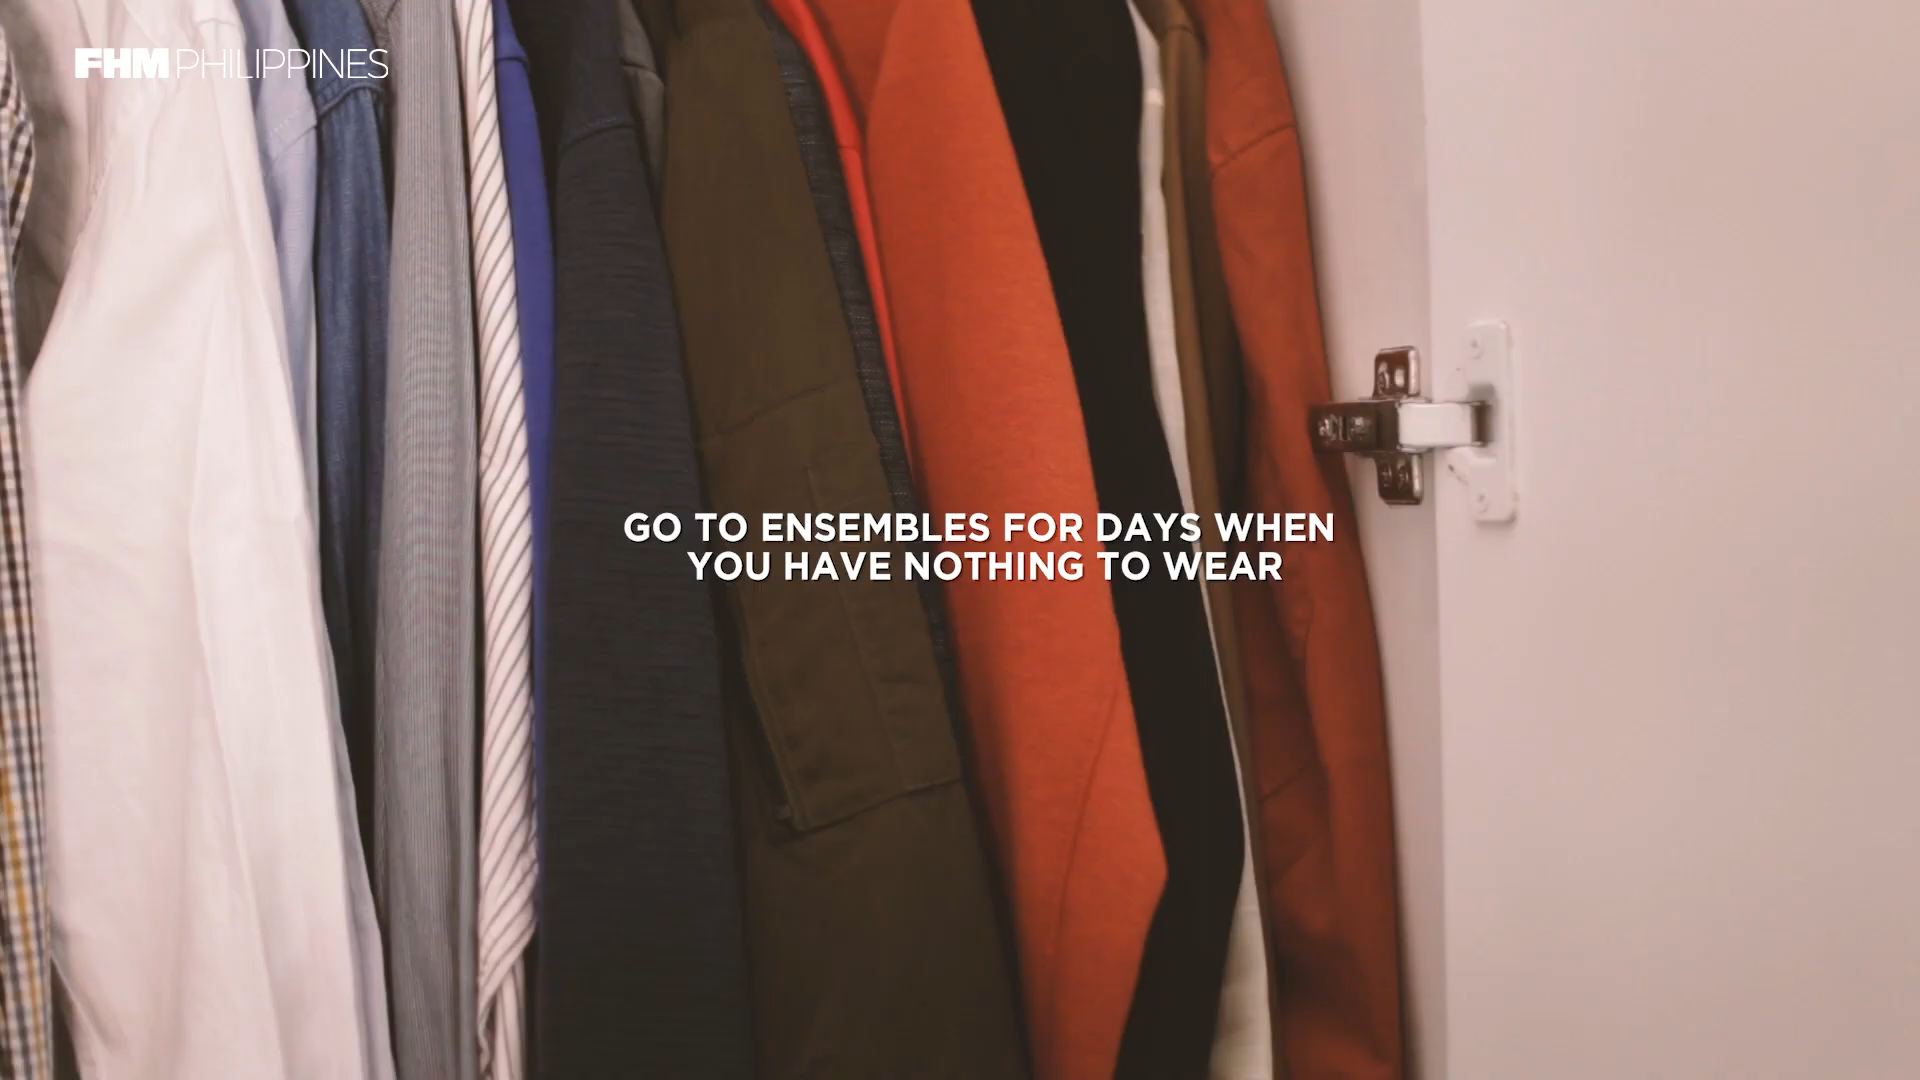 FHM PHILIPPINES
GO TO ENSEMBLES FOR DAYS WHEN
YOU HAVE NOTHING TO WEAR